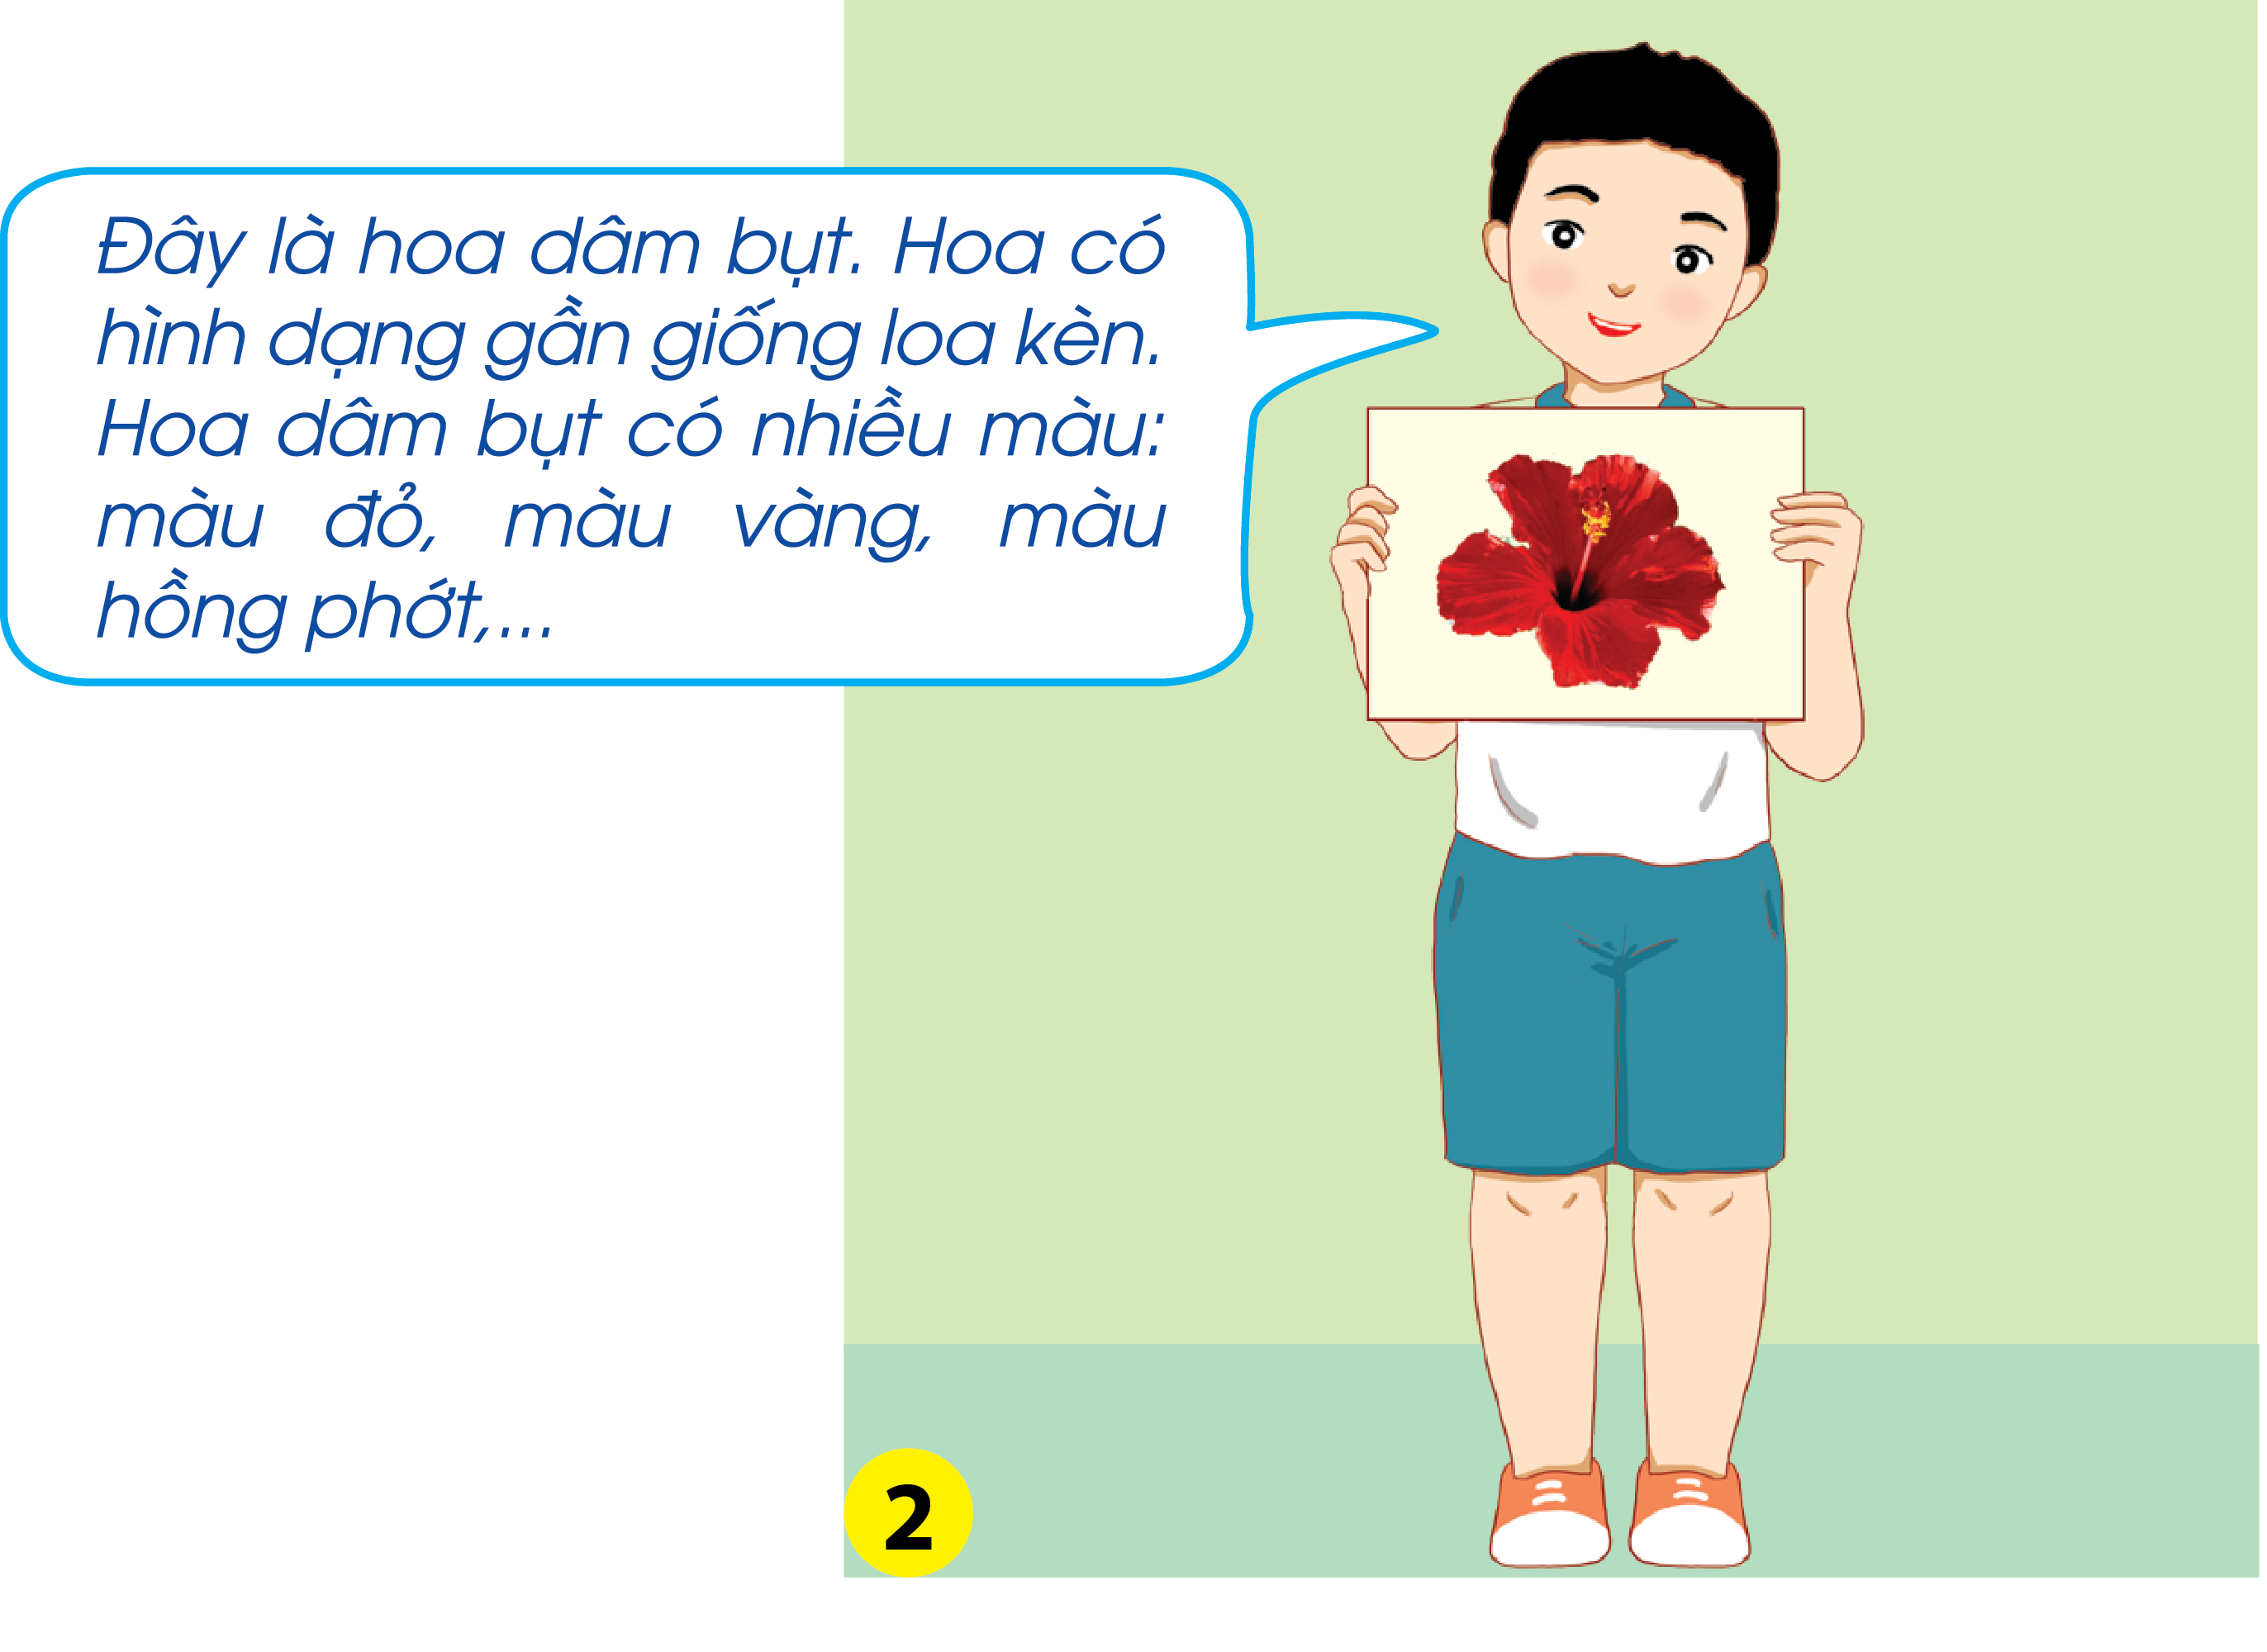 Đây là hoa dâm bụt. Hoa có
hình dạng gần giống loa kèn.
Hoa dâm bụt có nhiều màu:
màu đỏ, màu vàng, màu
hồng phớt,...
2